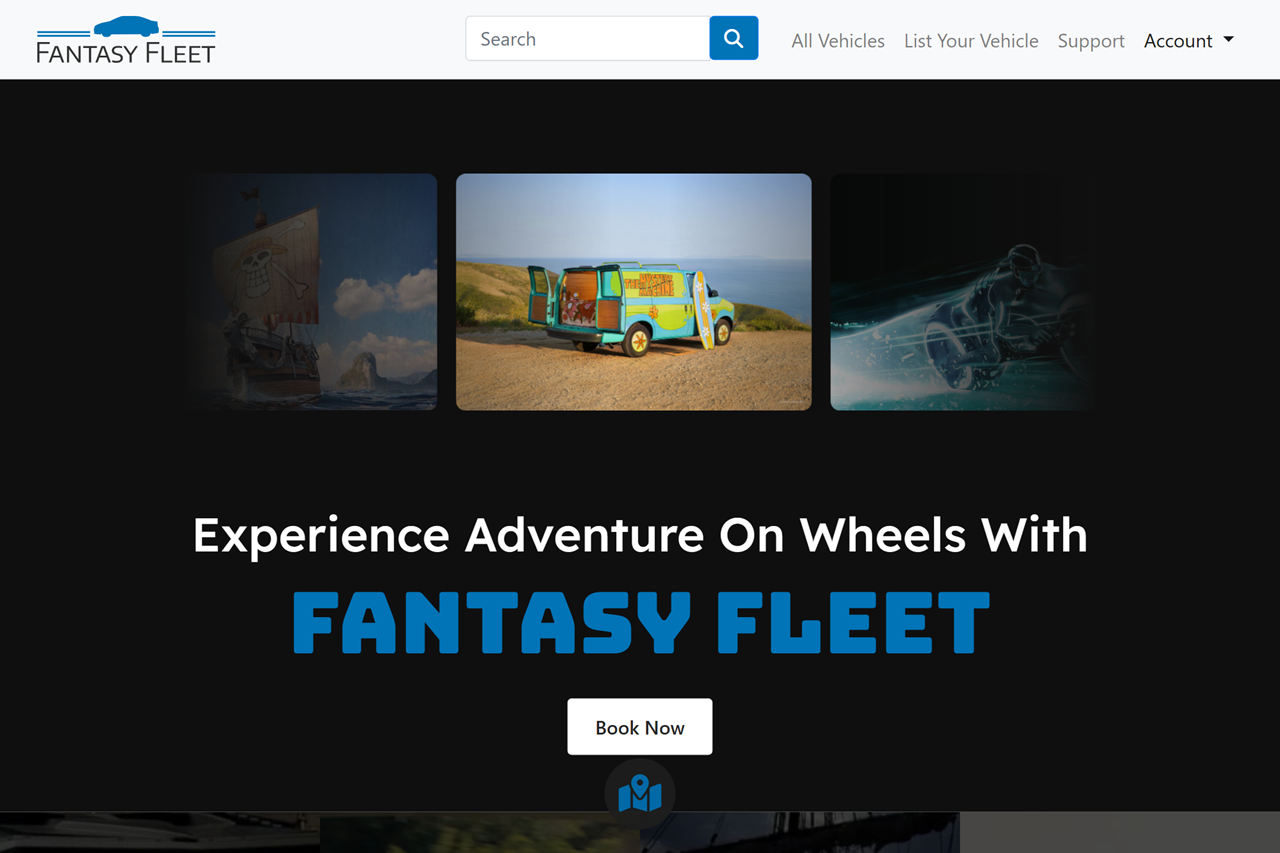 FANTASY FLEET
Search
All Vehicles
List Your Vehicle
Support
Account
THE MYSTERY MACHINE
Experience Adventure On Wheels With
FANTASY FLEET
Book Now